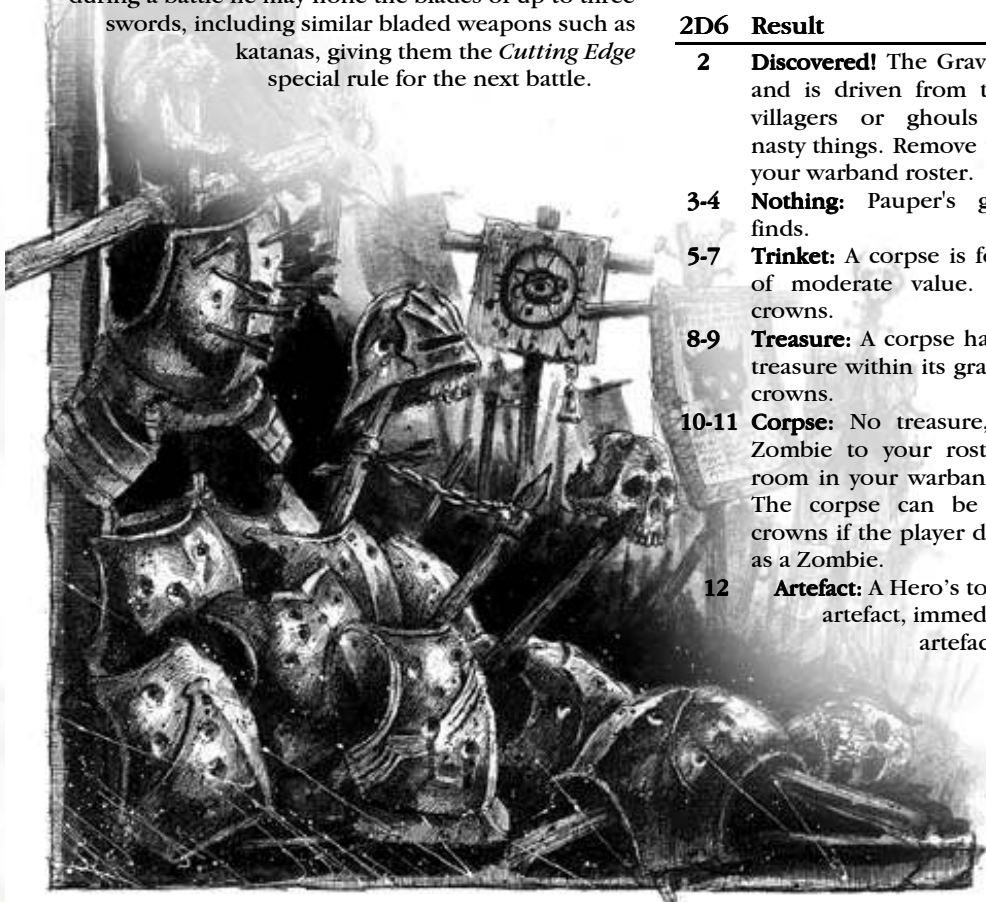 during a battle he may hone the blades of up to three
swords, including similar bladed weapons such as
katanas, giving them the Cutting Edge
special rule for the next battle.
2D6 Result
2 Discovered! The Grav
and is driven from t
villagers or ghouls
nasty things. Remove
your warband roster.
3-4 Nothing: Pauper's g
finds.
5-7 Trinket: A corpse is fo
of moderate value.
crowns.
8-9 Treasure: A corpse ha
treasure within its gra
crowns.
10-11 Corpse: No treasure,
Zombie to your rost
room in your warban
The corpse can be
crowns if the player d
as a Zombie.
12 Artefact: A Hero's to
artefact, immed
artefac